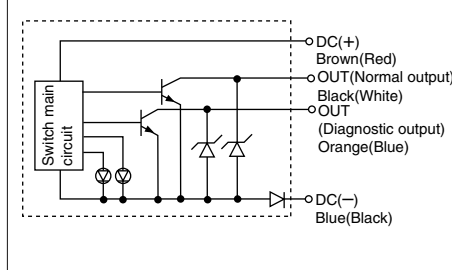 DC(+)
Brown(Red)
OUT(Normal output)
Black(White)
OUT
(Diagnostic output)
Orange(Blue)
Switch main
circuit
DC(−)
Blue(Black)